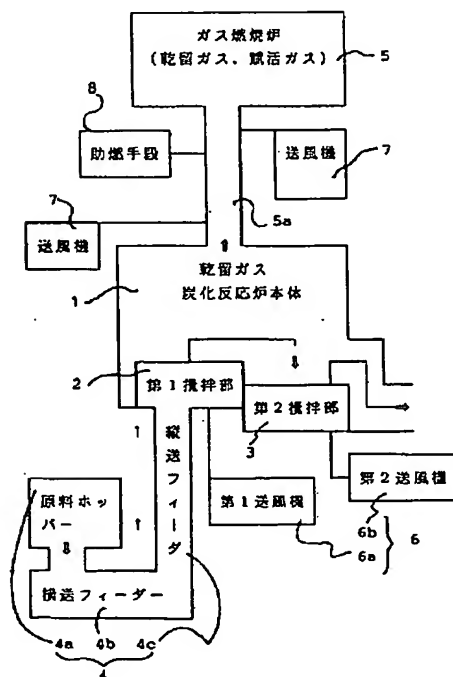 ガス燃焼炉
(乾留ガス、賦活ガス)
5
8
助燃手段
送風機
7
7
5a
送風機
乾留ガス
1
炭化反応炉本体
2
第1攪拌部
第2攪拌部
3
縦送フィーダ
第2送風機
原料ホッ
パー
第1送風機
6b
6a
6
横送フィーダー
4a 4b 4c
4